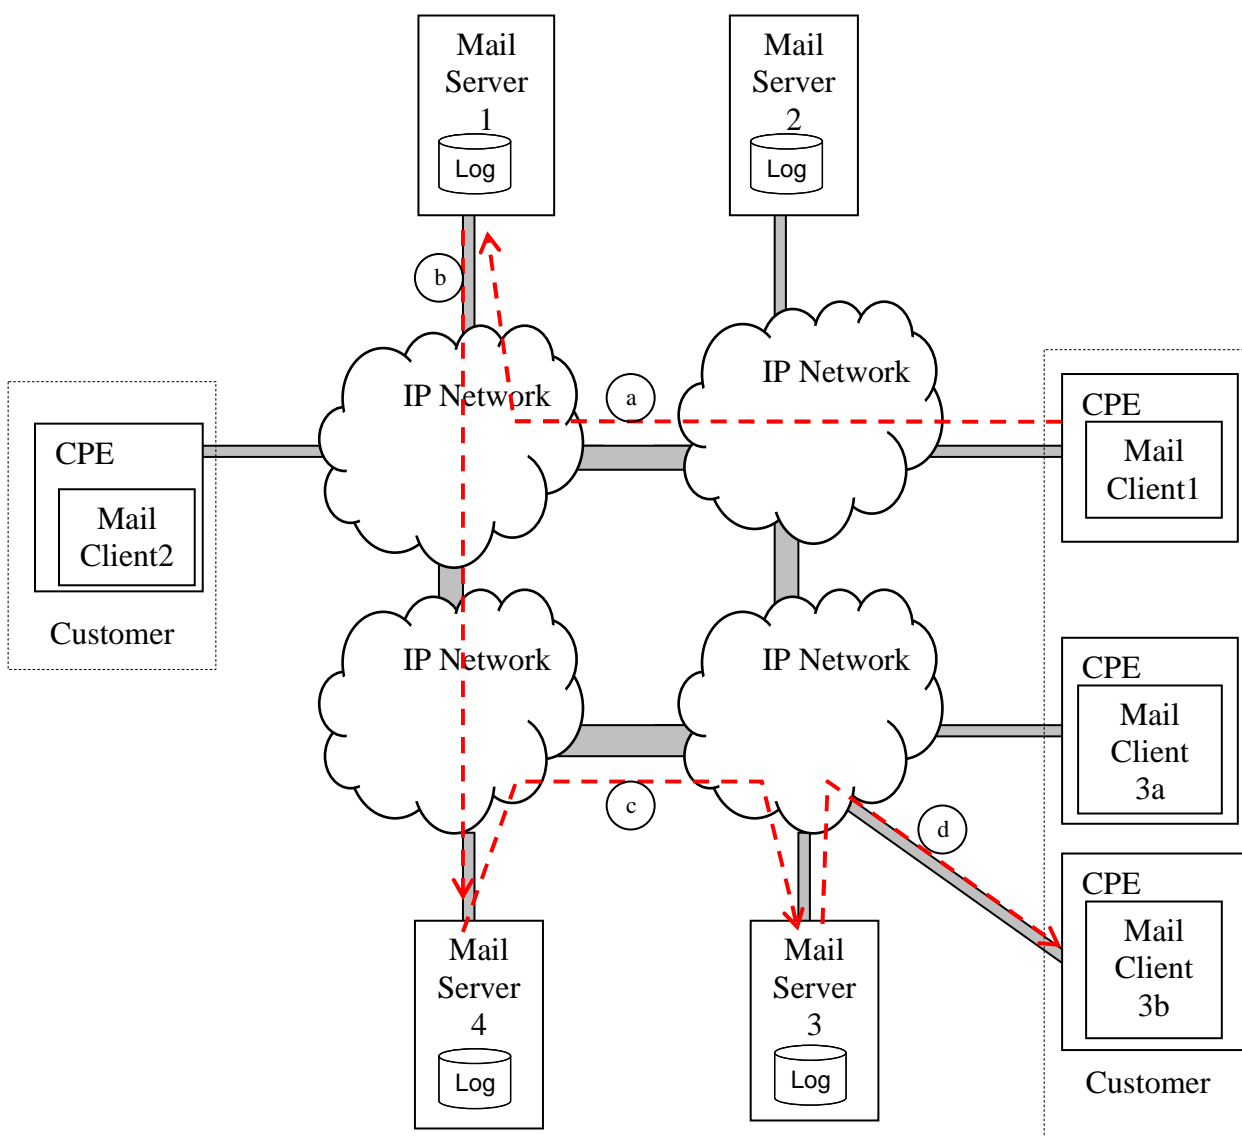 Mail
Server
1
Log
Mail
Server
2
Log
b
IP Network
IP Network
a
CPE
Mail
Client1
CPE
Mail
Client2
Customer
IP Network
IP Network
CPE
Mail
Client
3a
c
d
CPE
Mail
Client
3b
Customer
Mail
Server
4
Log
Mail
Server
3
Log